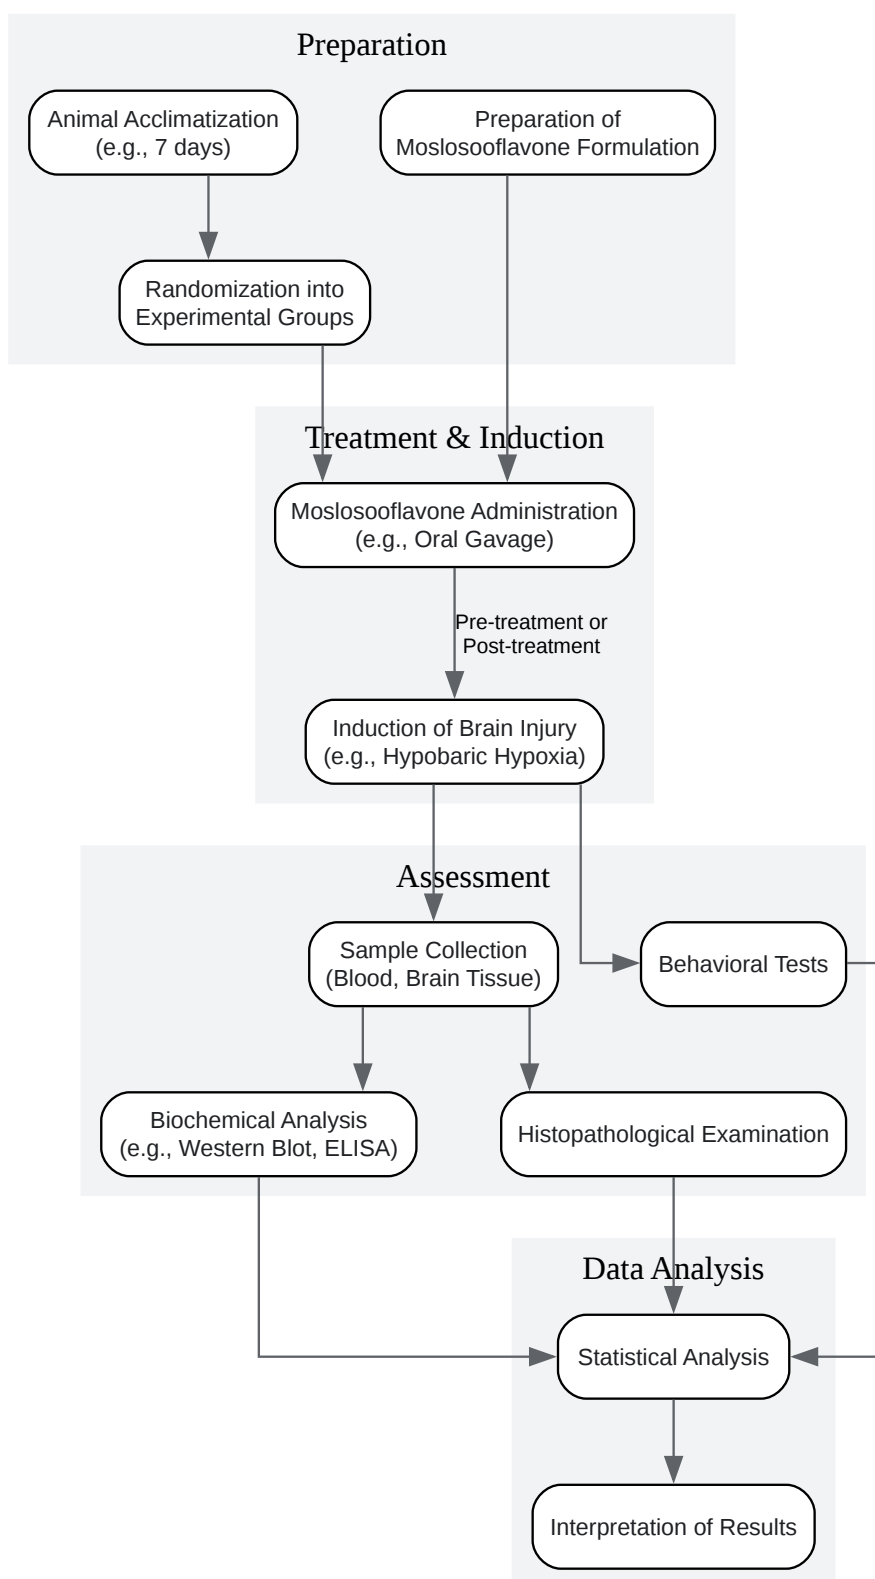 Preparation
Animal Acclimatization
(e.g., 7 days)
Preparation of
Moslosooflavone Formulation
Randomization into
Experimental Groups
Treatment & Induction
Moslosooflavone Administration
(e.g., Oral Gavage)
Pre-treatment or
Post-treatment
Induction of Brain Injury
(e.g., Hypobaric Hypoxia)
Assessment
Sample Collection
(Blood, Brain Tissue)
Behavioral Tests
Biochemical Analysis
(e.g., Western Blot, ELISA)
Histopathological Examination
Data Analysis
Statistical Analysis
Interpretation of Results